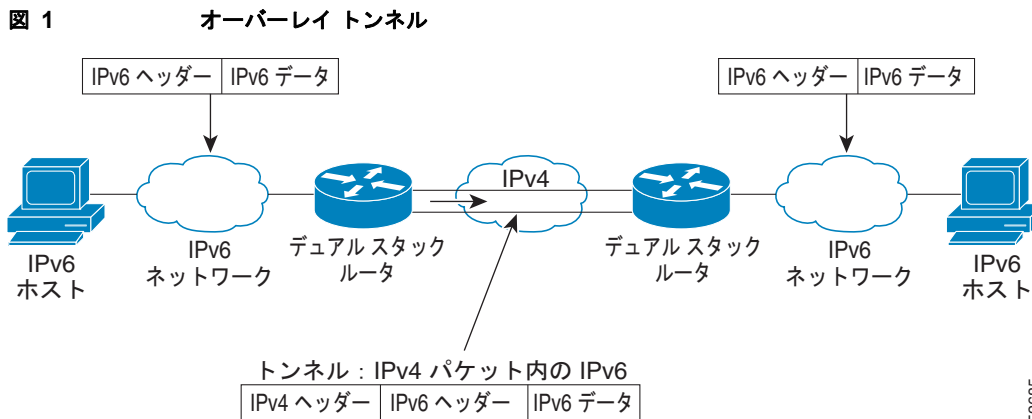 図 1 オーバーレイ トンネル
IPv6 ヘッダー IPv6 データ
IPv6 ヘッダー IPv6 データ
IPv4
IPv6
ホスト
IPv6
ネットワーク
デュアル スタック
ルータ
デュアル スタック
ルータ
IPv6
ネットワーク
IPv6
ホスト
トンネル：IPv4 パケット内の IPv6
IPv4 ヘッダー IPv6 ヘッダー IPv6 データ